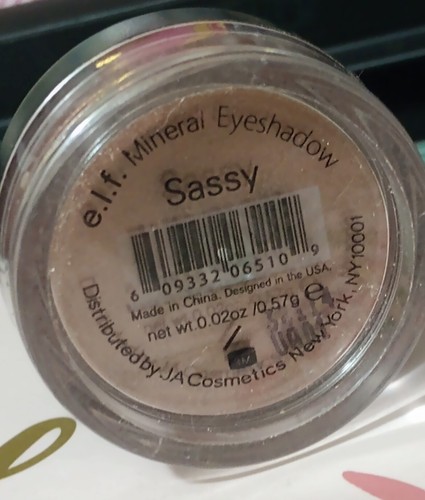 e.l.f. Mineral Eyeshadow
Sassy
6 09332 06510 9
Made in China. Designed in the USA.
net wt.0.02oz /0.57g e
Distributed by JA Cosmetics New York, NY10001